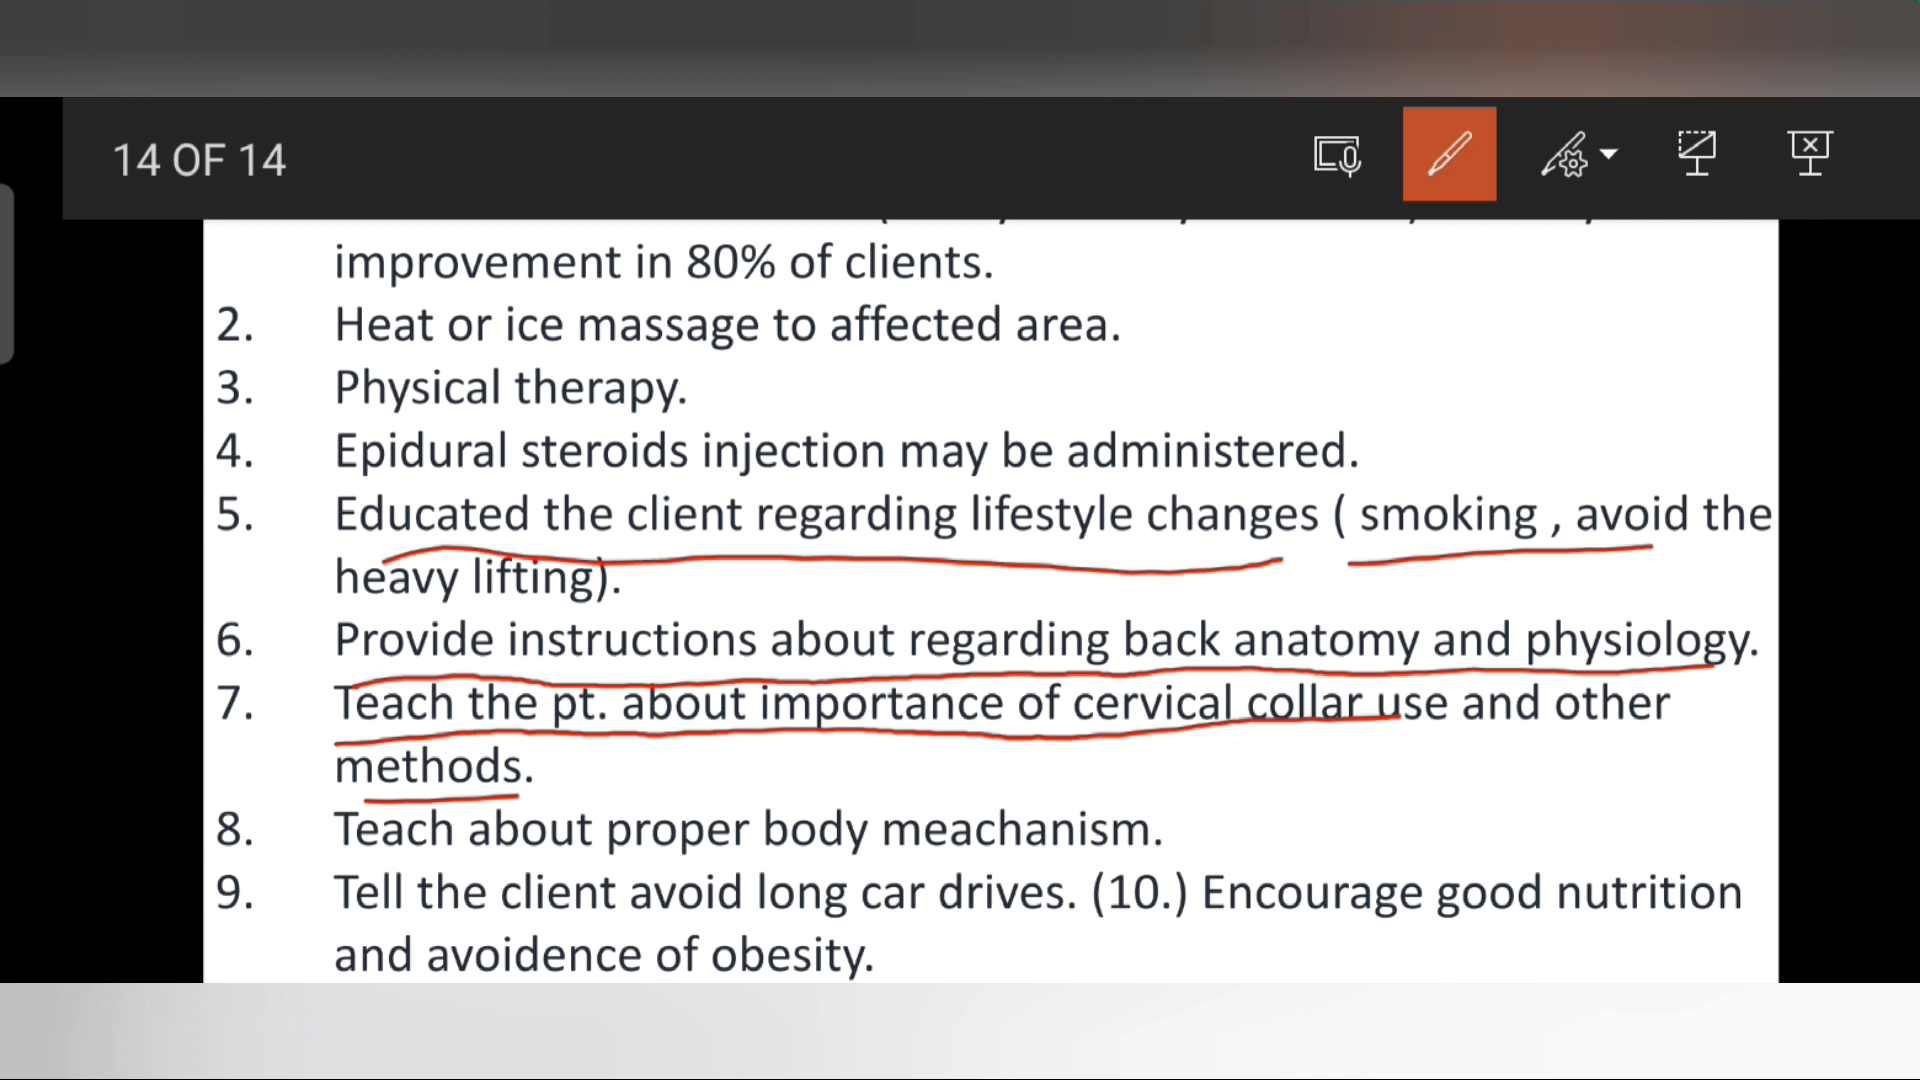 14 OF 14
improvement in 80% of clients.
2. Heat or ice massage to affected area.
3. Physical therapy.
4. Epidural steroids injection may be administered.
5. Educated the client regarding lifestyle changes ( smoking , avoid the
heavy lifting).
6. Provide instructions about regarding back anatomy and physiology.
7. Teach the pt. about importance of cervical collar use and other
methods.
8. Teach about proper body meachanism.
9. Tell the client avoid long car drives. (10.) Encourage good nutrition
and avoidence of obesity.